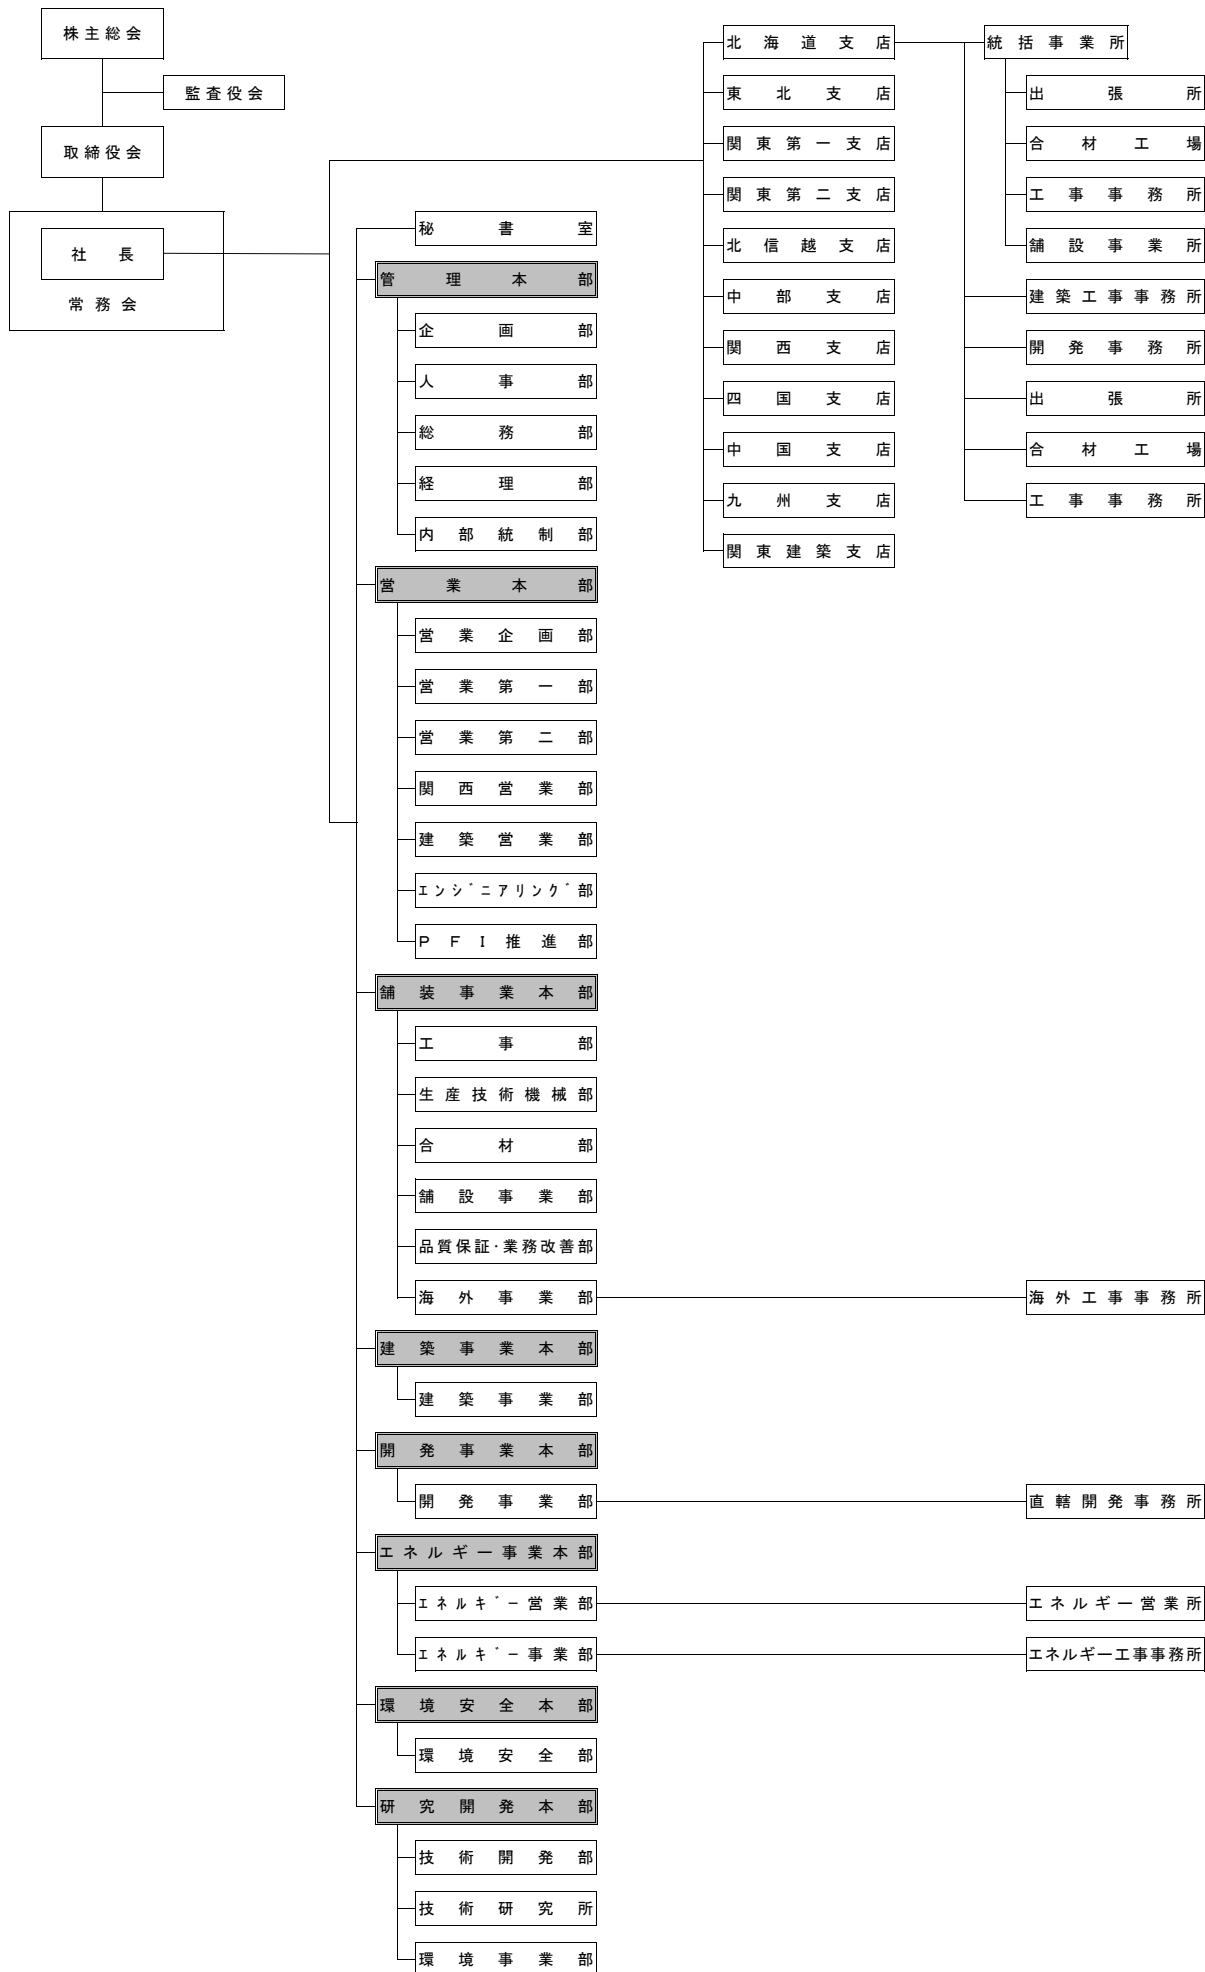 株主総会
監査役会
取締役会
社長
常務会
秘書室
管理本部
企画部
人事部
総務部
経理部
内部統制部
営業本部
営業企画部
営業第一部
営業第二部
関西営業部
建築営業部
ｴﾝｼﾞﾆｱﾘﾝｸﾞ部
ＰＦＩ推進部
舗装事業本部
工事部
生産技術機械部
合材部
舗設事業部
品質保証･業務改善部
海外事業部
建築事業本部
建築事業部
開発事業本部
開発事業部
エネルギー事業本部
ｴﾈﾙｷﾞｰ営業部
ｴﾈﾙｷﾞｰ事業部
環境安全本部
環境安全部
研究開発本部
技術開発部
技術研究所
環境事業部
北海道支店
東北支店
関東第一支店
関東第二支店
北信越支店
中部支店
関西支店
四国支店
中国支店
九州支店
関東建築支店
統括事業所
出張所
合材工場
工事事務所
舗設事業所
建築工事事務所
開発事務所
出張所
合材工場
工事事務所
海外工事事務所
直轄開発事務所
エネルギー営業所
エネルギー工事事務所